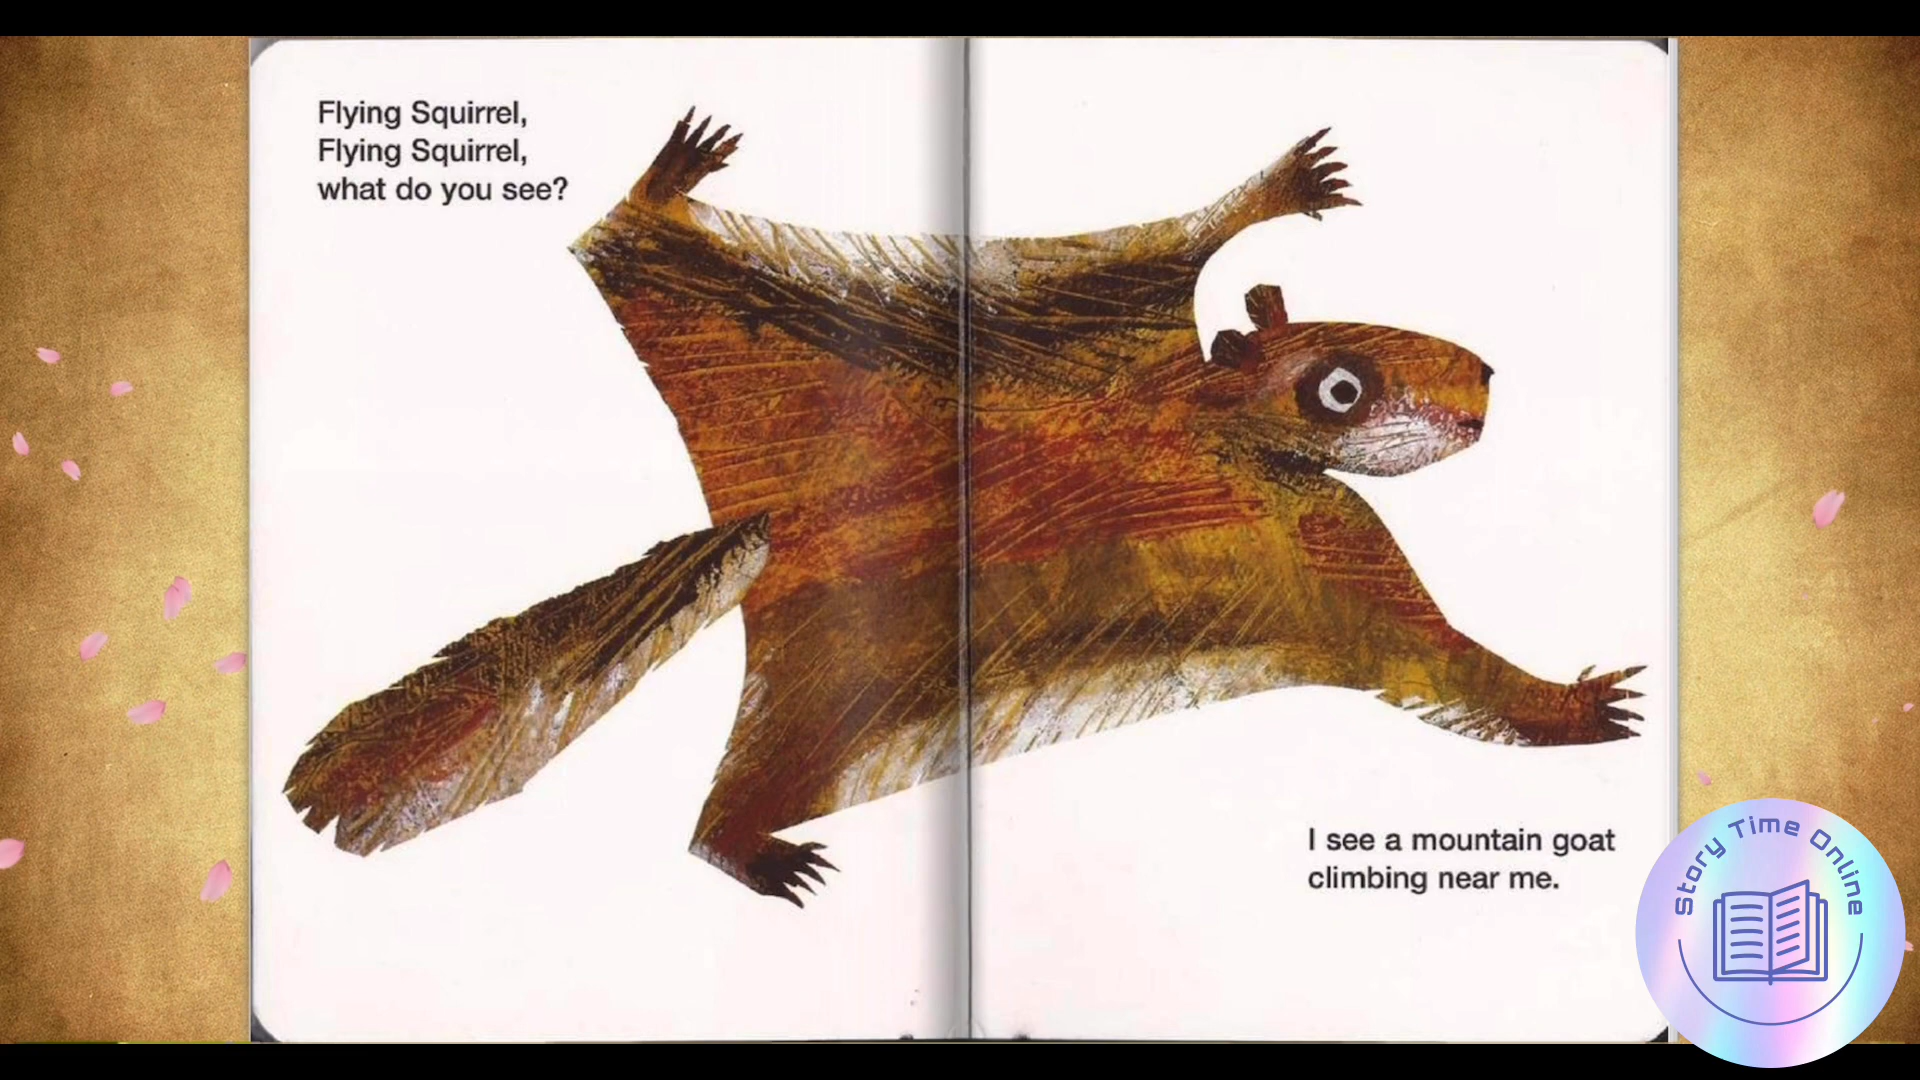 Flying Squirrel,
Flying Squirrel,
what do you see?
I see a mountain goat
climbing near me.
Story Time Online